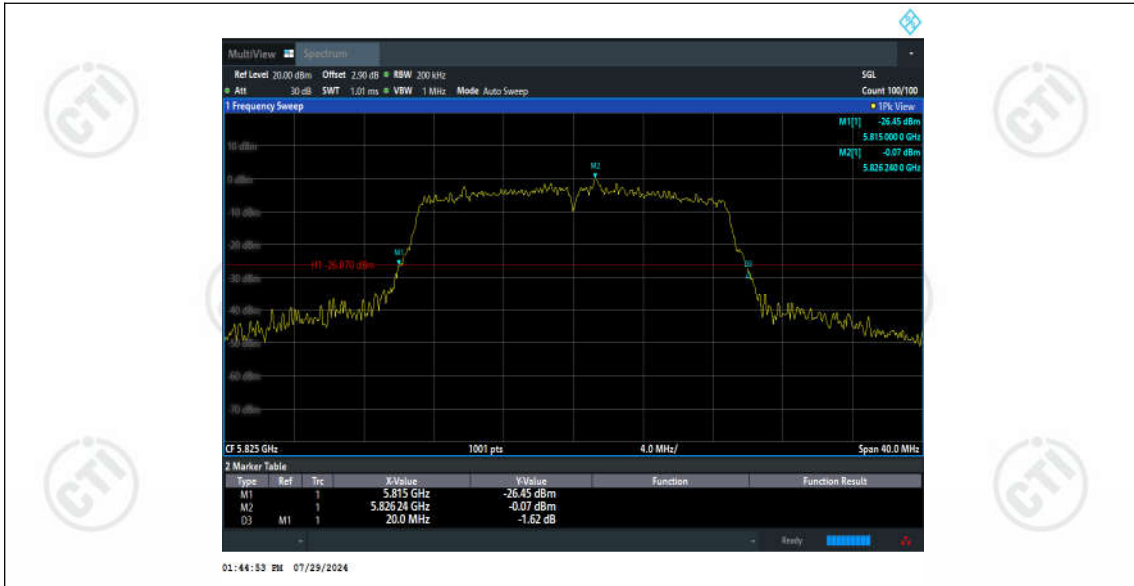 MultiView Spectrum
Ref Level 20.00 dBm Offset 2.90 dB RBW 200 kHz SGL
Att 30 dB SWT 1.01 ms VBW 1 MHz Mode Auto Sweep Count 100/100
1 Frequency Sweep 1Pk View
M1[1] -26.45 dBm
5.815 000 0 GHz
10 dBm
M2[1] -0.07 dBm
5.826 240 0 GHz
M2
0 dBm
-10 dBm
-20 dBm
M1
H1 -26.070 dBm
D3
-30 dBm
-40 dBm
-50 dBm
-60 dBm
-70 dBm
CF 5.825 GHz 1001 pts 4.0 MHz/ Span 40.0 MHz
2 Marker Table
Type Ref Trc X-Value Y-Value Function Function Result
M1 1 5.815 GHz -26.45 dBm
M2 1 5.826 24 GHz -0.07 dBm
D3 M1 1 20.0 MHz -1.62 dB
Ready
01:44:53 PM 07/29/2024
CTI
CTI
CTI
CTI